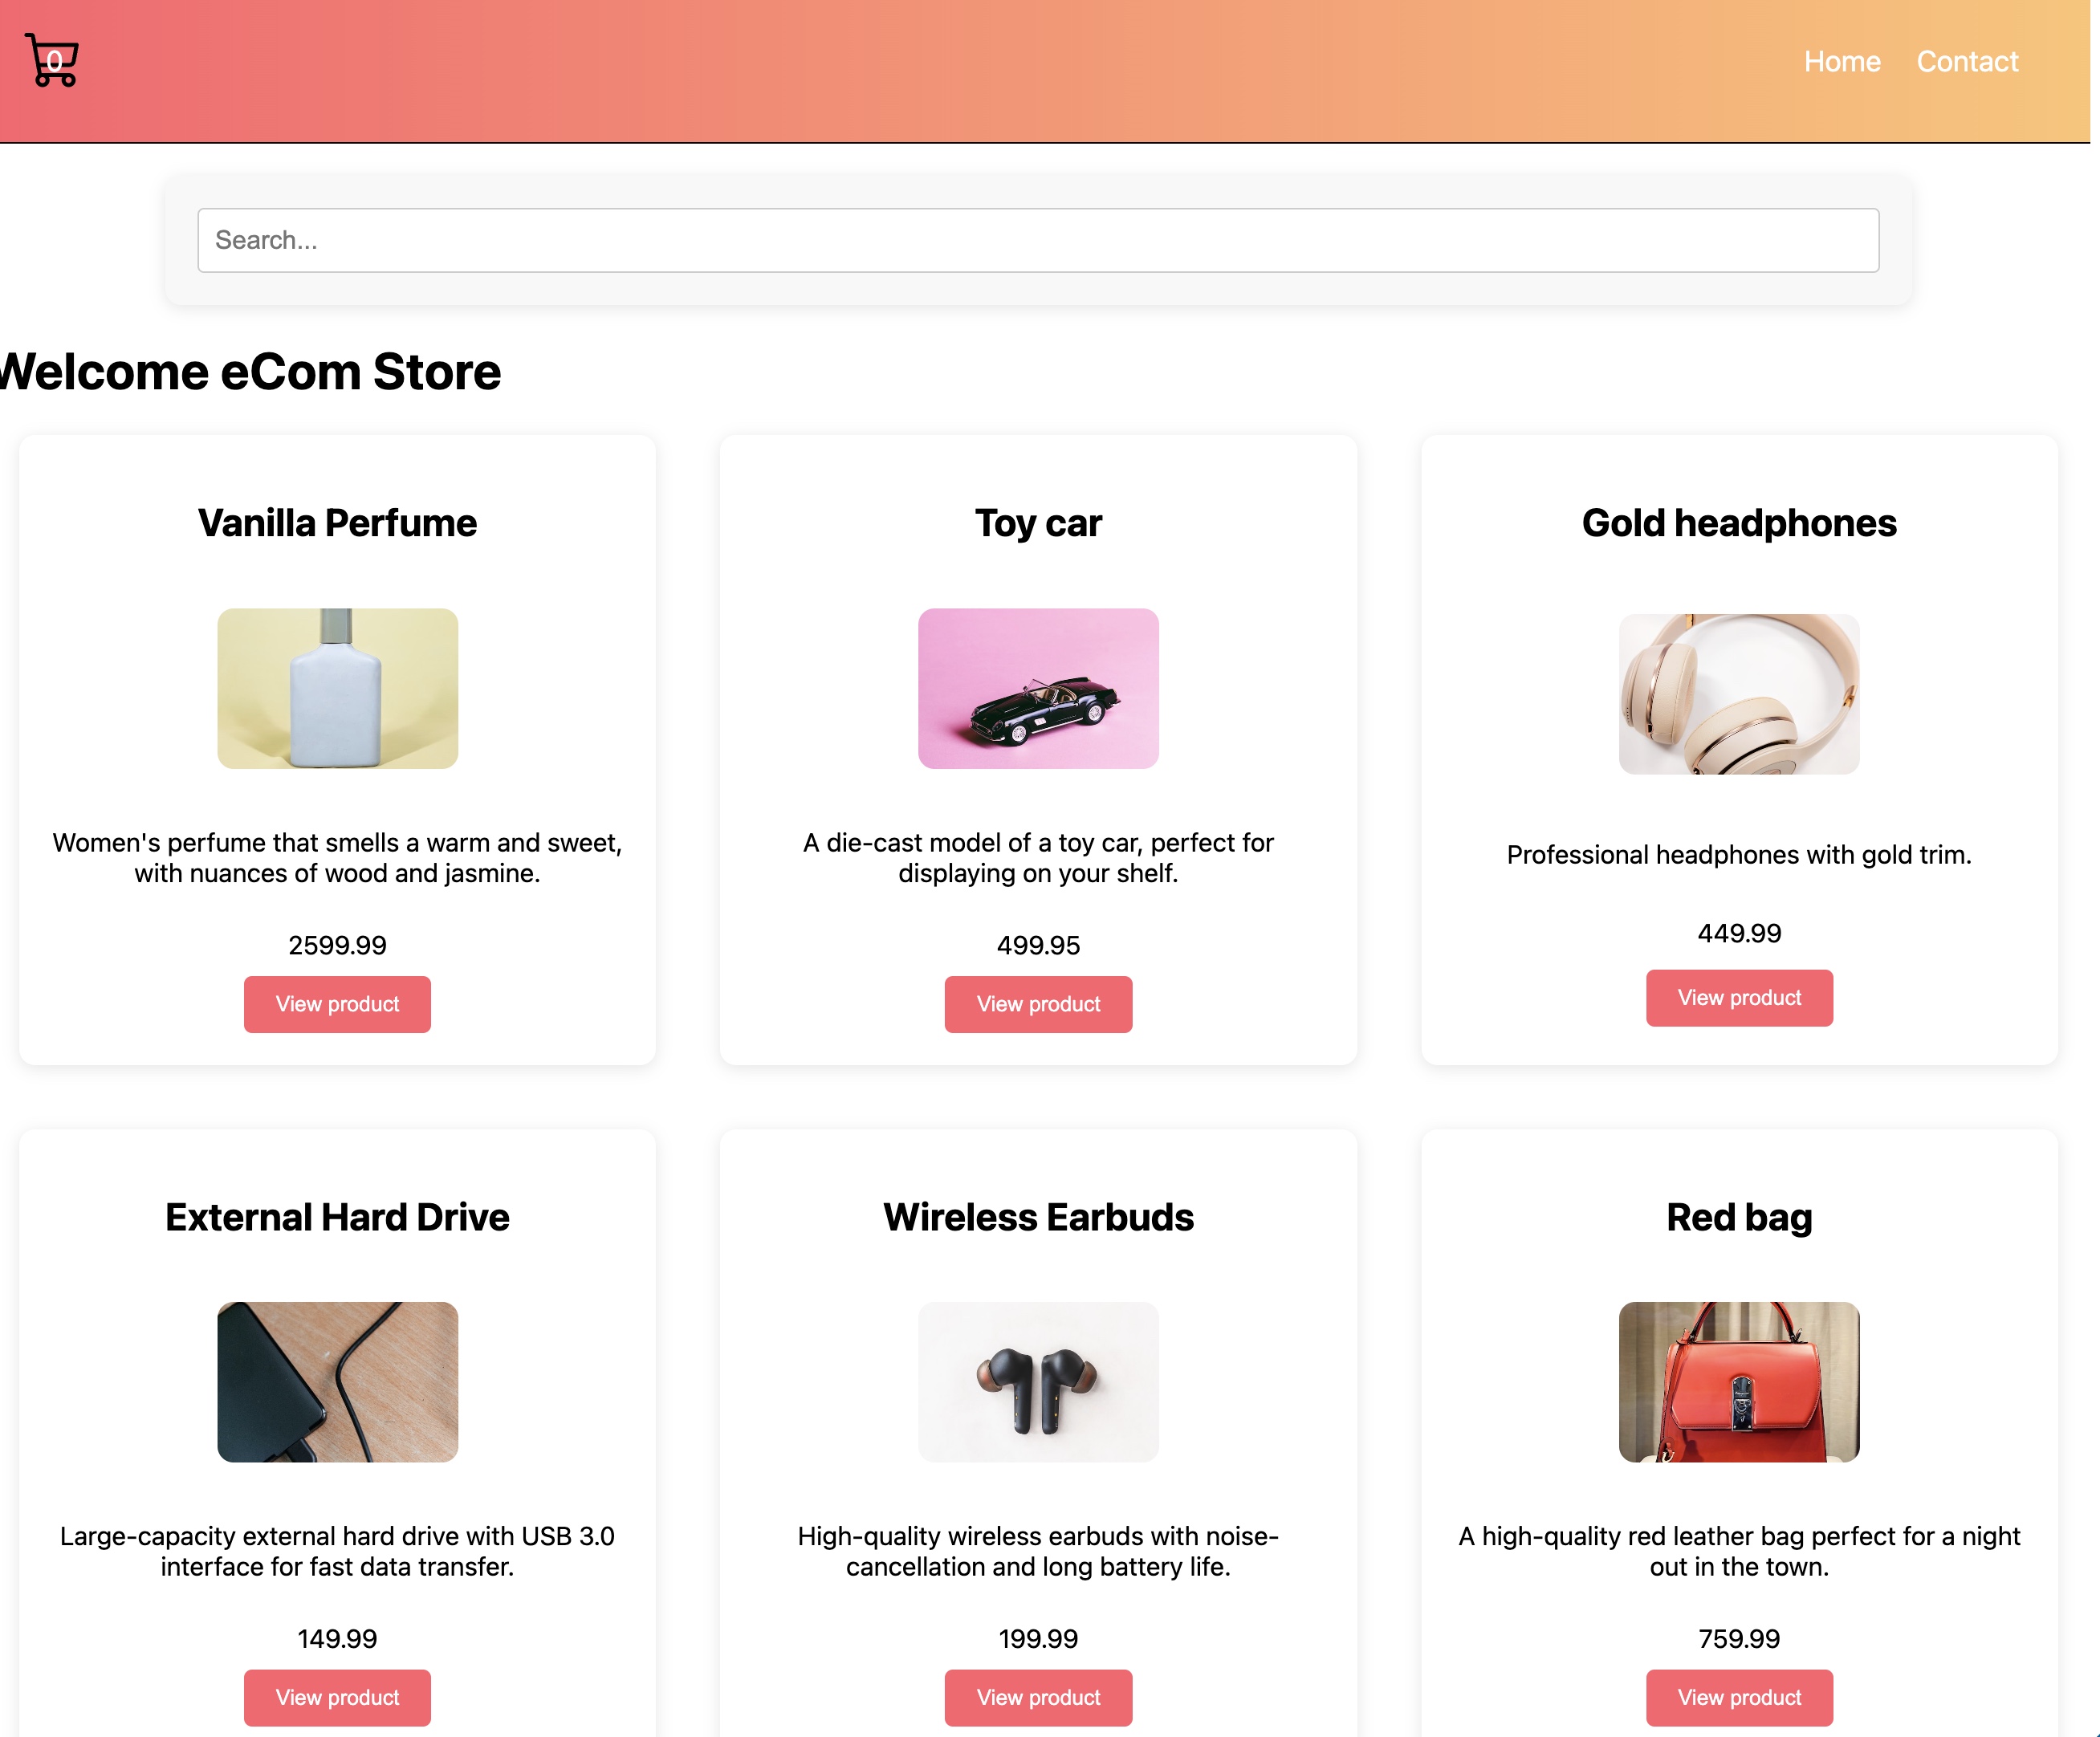 0
Home Contact
Search...
Welcome eCom Store
Vanilla Perfume
Women's perfume that smells a warm and sweet,
with nuances of wood and jasmine.
2599.99
View product
Toy car
A die-cast model of a toy car, perfect for
displaying on your shelf.
499.95
View product
Gold headphones
Professional headphones with gold trim.
449.99
View product
External Hard Drive
Large-capacity external hard drive with USB 3.0
interface for fast data transfer.
149.99
View product
Wireless Earbuds
High-quality wireless earbuds with noise-
cancellation and long battery life.
199.99
View product
Red bag
A high-quality red leather bag perfect for a night
out in the town.
759.99
View product